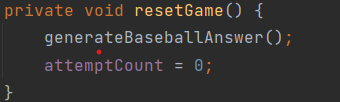 private void resetGame() {
    generateBaseballAnswer();
    attemptCount = 0;
}